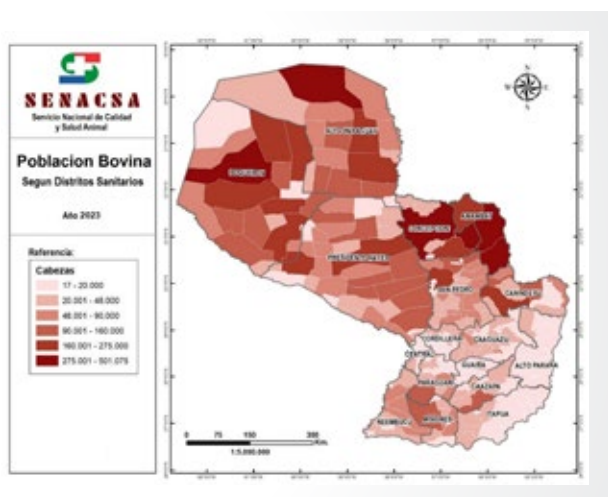 SENACSA
Servicio Nacional de Calidad
y Salud Animal
Poblacion Bovina
Segun Distritos Sanitarios
Año 2023
Referencia:
Cabezas
17 - 20.000
20.001 - 48.000
48.001 - 90.000
90.001 - 160.000
160.001 - 275.000
275.001 - 501.075
ALTO PARAGUAY
BOQUERON
CONCEPCION
AMAMBAY
PRESIDENTE HAYES
SAN PEDRO
CANINDEYU
CORDILLERA
CAAGUAZU
CENTRAL
GUAIRA
ALTO PARANA
PARAGUARI
CAAZAPA
ÑEEMBUCU
MISIONES
ITAPUA
N
0 75 150 300
Km
1:5.000.000